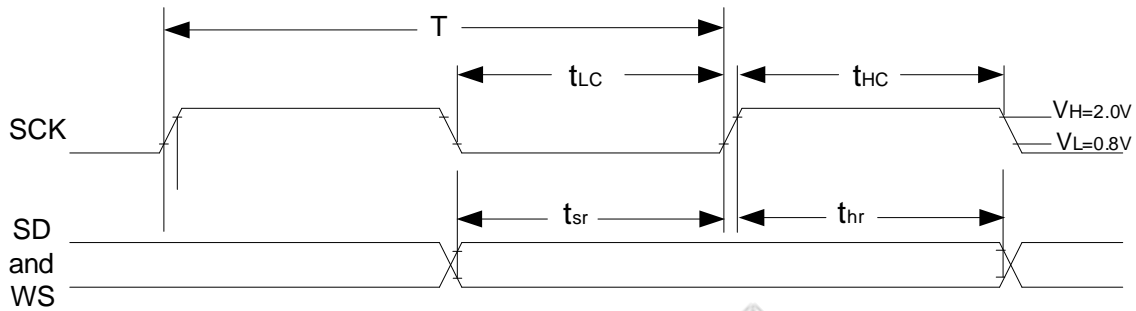 T
tLC
tHC
SCK
VH=2.0V
VL=0.8V
tsr
thr
SD
and
WS